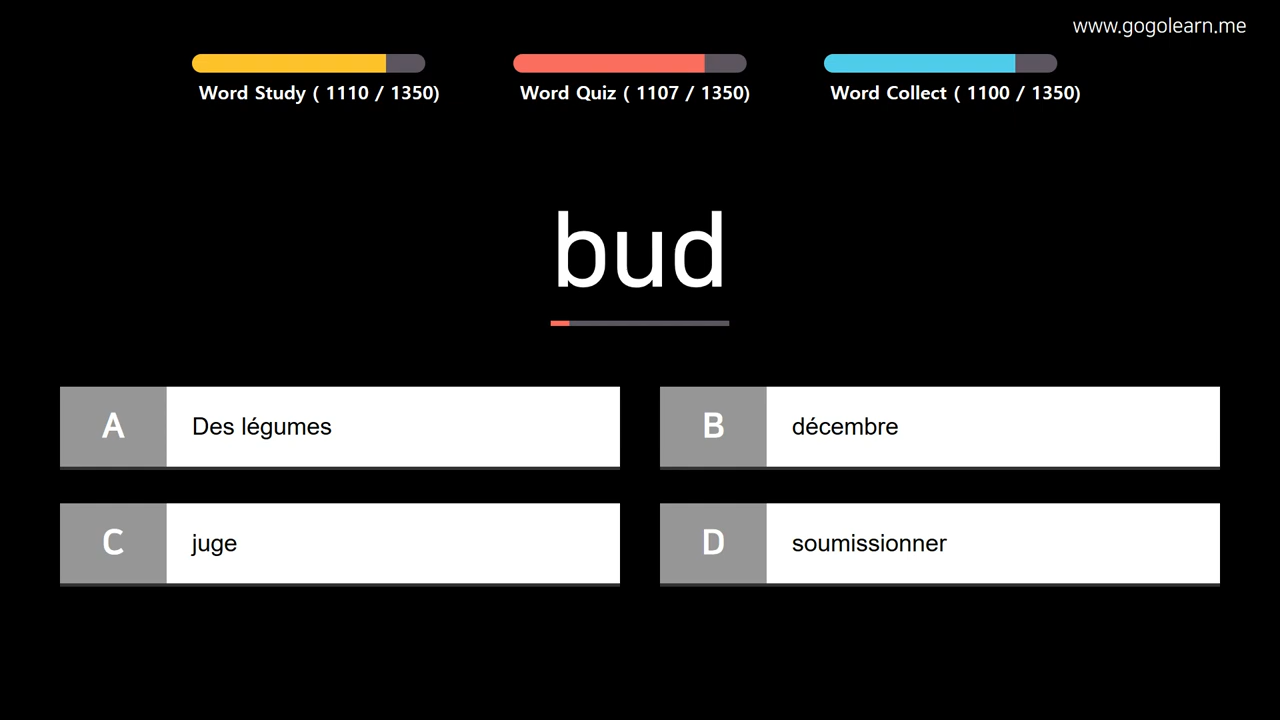 www.gogolearn.me
Word Study ( 1110 / 1350)
Word Quiz ( 1107 / 1350)
Word Collect ( 1100 / 1350)
bud
A Des légumes
B décembre
C juge
D soumissionner